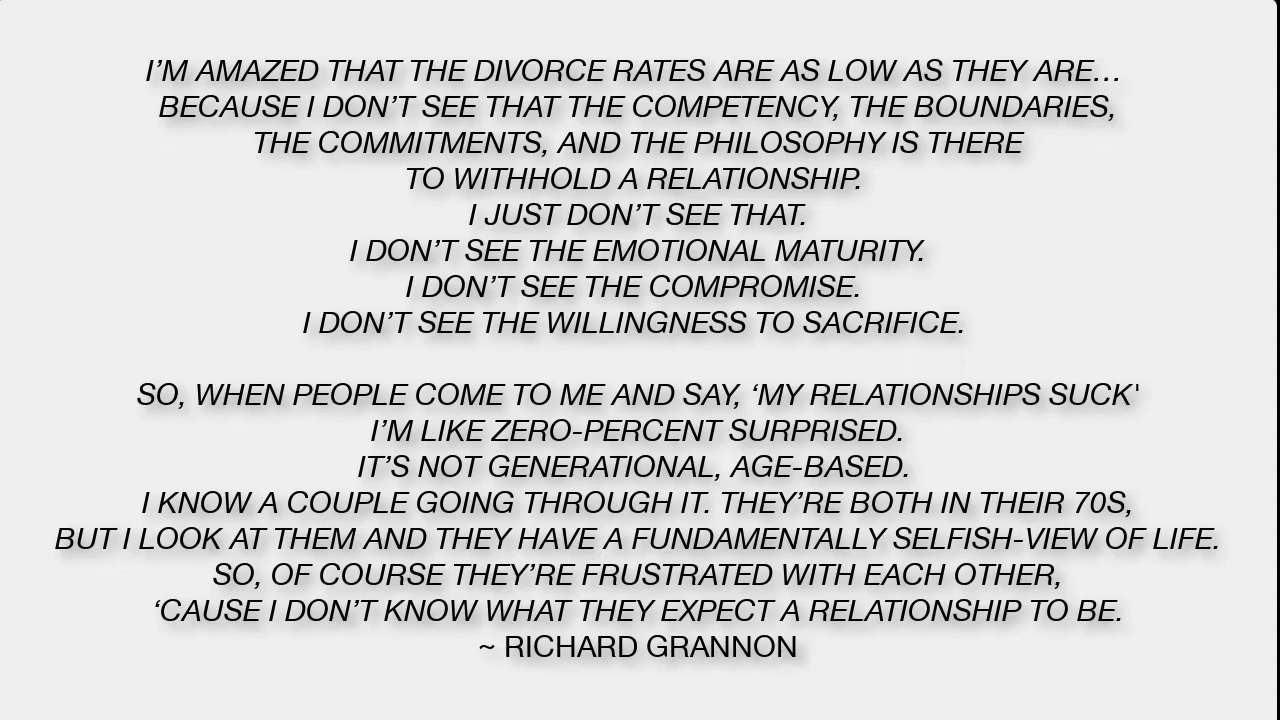 I’M AMAZED THAT THE DIVORCE RATES ARE AS LOW AS THEY ARE…
BECAUSE I DON’T SEE THAT THE COMPETENCY, THE BOUNDARIES,
THE COMMITMENTS, AND THE PHILOSOPHY IS THERE
TO WITHHOLD A RELATIONSHIP.
I JUST DON’T SEE THAT.
I DON’T SEE THE EMOTIONAL MATURITY.
I DON’T SEE THE COMPROMISE.
I DON’T SEE THE WILLINGNESS TO SACRIFICE.
SO, WHEN PEOPLE COME TO ME AND SAY, ‘MY RELATIONSHIPS SUCK'
I’M LIKE ZERO-PERCENT SURPRISED.
IT’S NOT GENERATIONAL, AGE-BASED.
I KNOW A COUPLE GOING THROUGH IT. THEY’RE BOTH IN THEIR 70S,
BUT I LOOK AT THEM AND THEY HAVE A FUNDAMENTALLY SELFISH-VIEW OF LIFE.
SO, OF COURSE THEY’RE FRUSTRATED WITH EACH OTHER,
‘CAUSE I DON’T KNOW WHAT THEY EXPECT A RELATIONSHIP TO BE.
~ RICHARD GRANNON